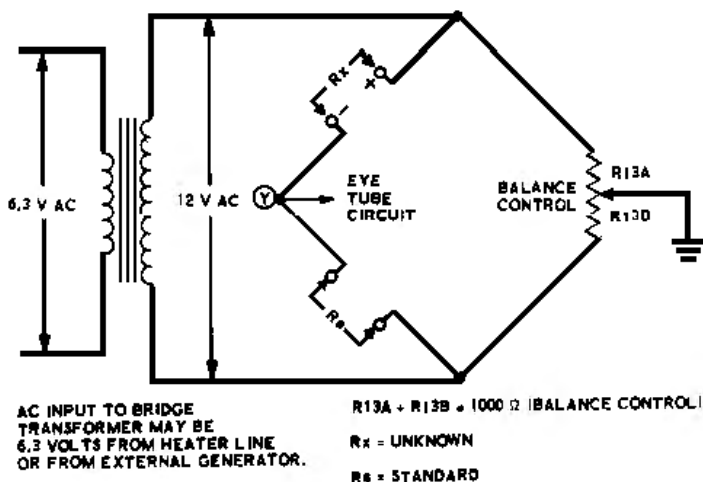 Rx
+
-
6.3 V AC
12 V AC
Y
EYE
TUBE
CIRCUIT
BALANCE
CONTROL
R13A
R13B
Rs
AC INPUT TO BRIDGE
TRANSFORMER MAY BE
6.3 VOLTS FROM HEATER LINE
OR FROM EXTERNAL GENERATOR.
R13A + R13B = 1000 Ω (BALANCE CONTROL)
Rx = UNKNOWN
Rs = STANDARD